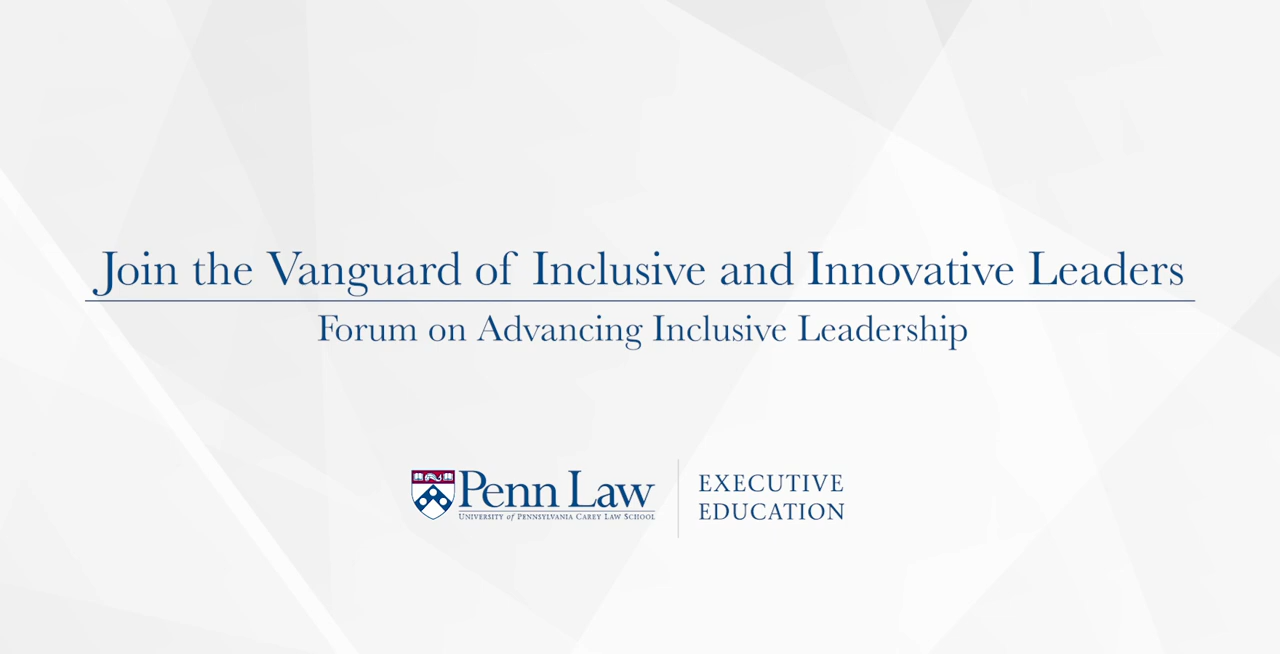 Join the Vanguard of Inclusive and Innovative Leaders
Forum on Advancing Inclusive Leadership
Penn Law
University of Pennsylvania Carey Law School
EXECUTIVE
EDUCATION